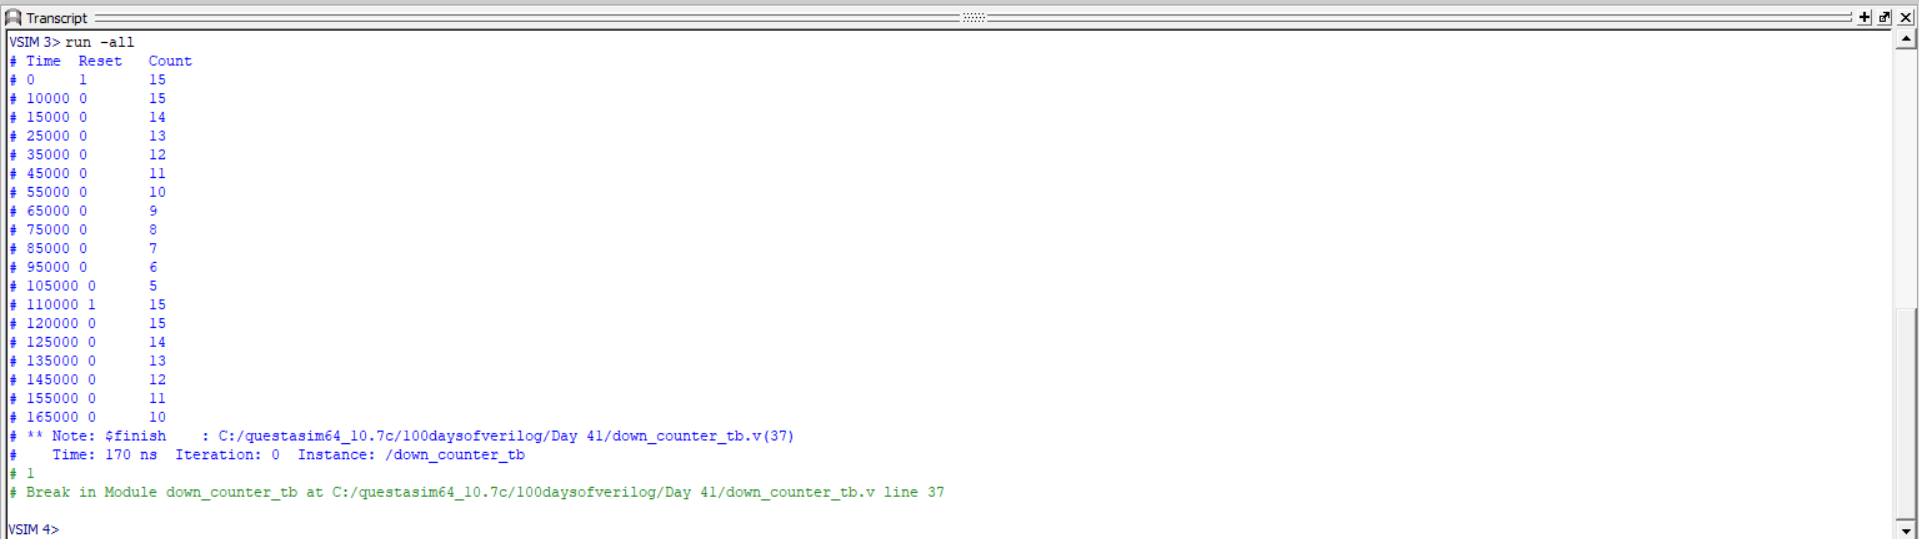 Transcript
VSIM 3> run -all
# Time  Reset   Count
# 0     1       15
# 10000 0       15
# 15000 0       14
# 25000 0       13
# 35000 0       12
# 45000 0       11
# 55000 0       10
# 65000 0       9
# 75000 0       8
# 85000 0       7
# 95000 0       6
# 105000 0      5
# 110000 1      15
# 120000 0      15
# 125000 0      14
# 135000 0      13
# 145000 0      12
# 155000 0      11
# 165000 0      10
# ** Note: $finish    : C:/questasim64_10.7c/100daysofverilog/Day 41/down_counter_tb.v(37)
#    Time: 170 ns  Iteration: 0  Instance: /down_counter_tb
# 1
# Break in Module down_counter_tb at C:/questasim64_10.7c/100daysofverilog/Day 41/down_counter_tb.v line 37
VSIM 4>